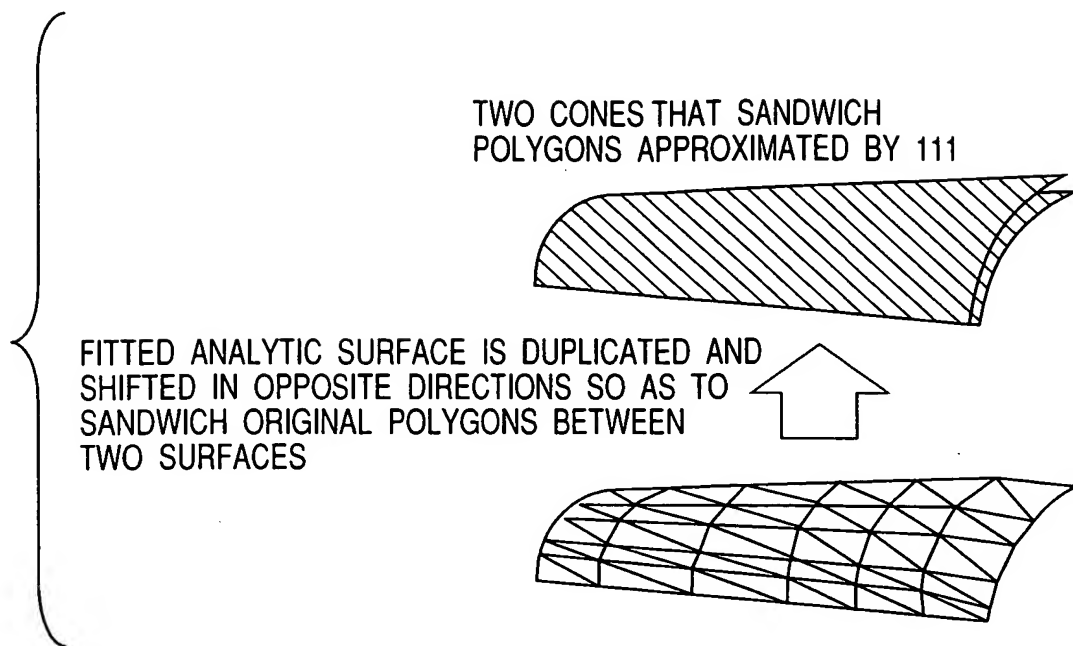 TWO CONES THAT SANDWICH
POLYGONS APPROXIMATED BY 111
FITTED ANALYTIC SURFACE IS DUPLICATED AND
SHIFTED IN OPPOSITE DIRECTIONS SO AS TO
SANDWICH ORIGINAL POLYGONS BETWEEN
TWO SURFACES